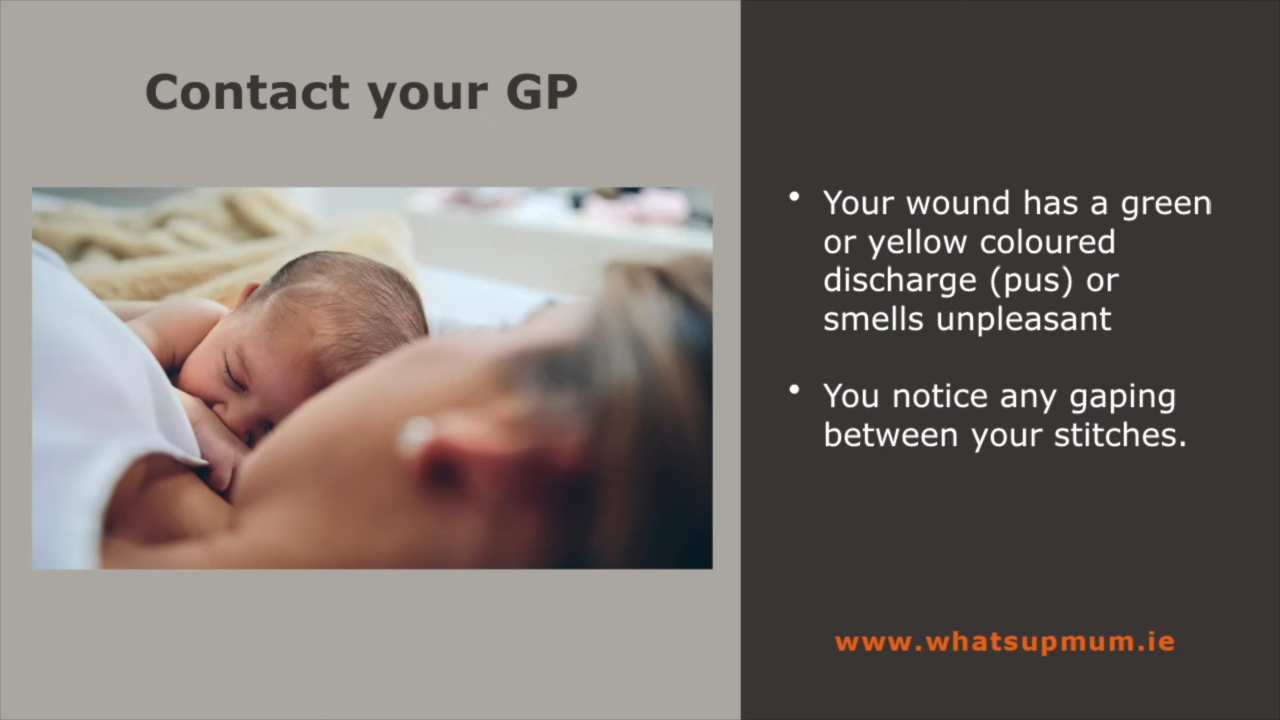 Contact your GP
• Your wound has a green
or yellow coloured
discharge (pus) or
smells unpleasant
• You notice any gaping
between your stitches.
www.whatsupmum.ie